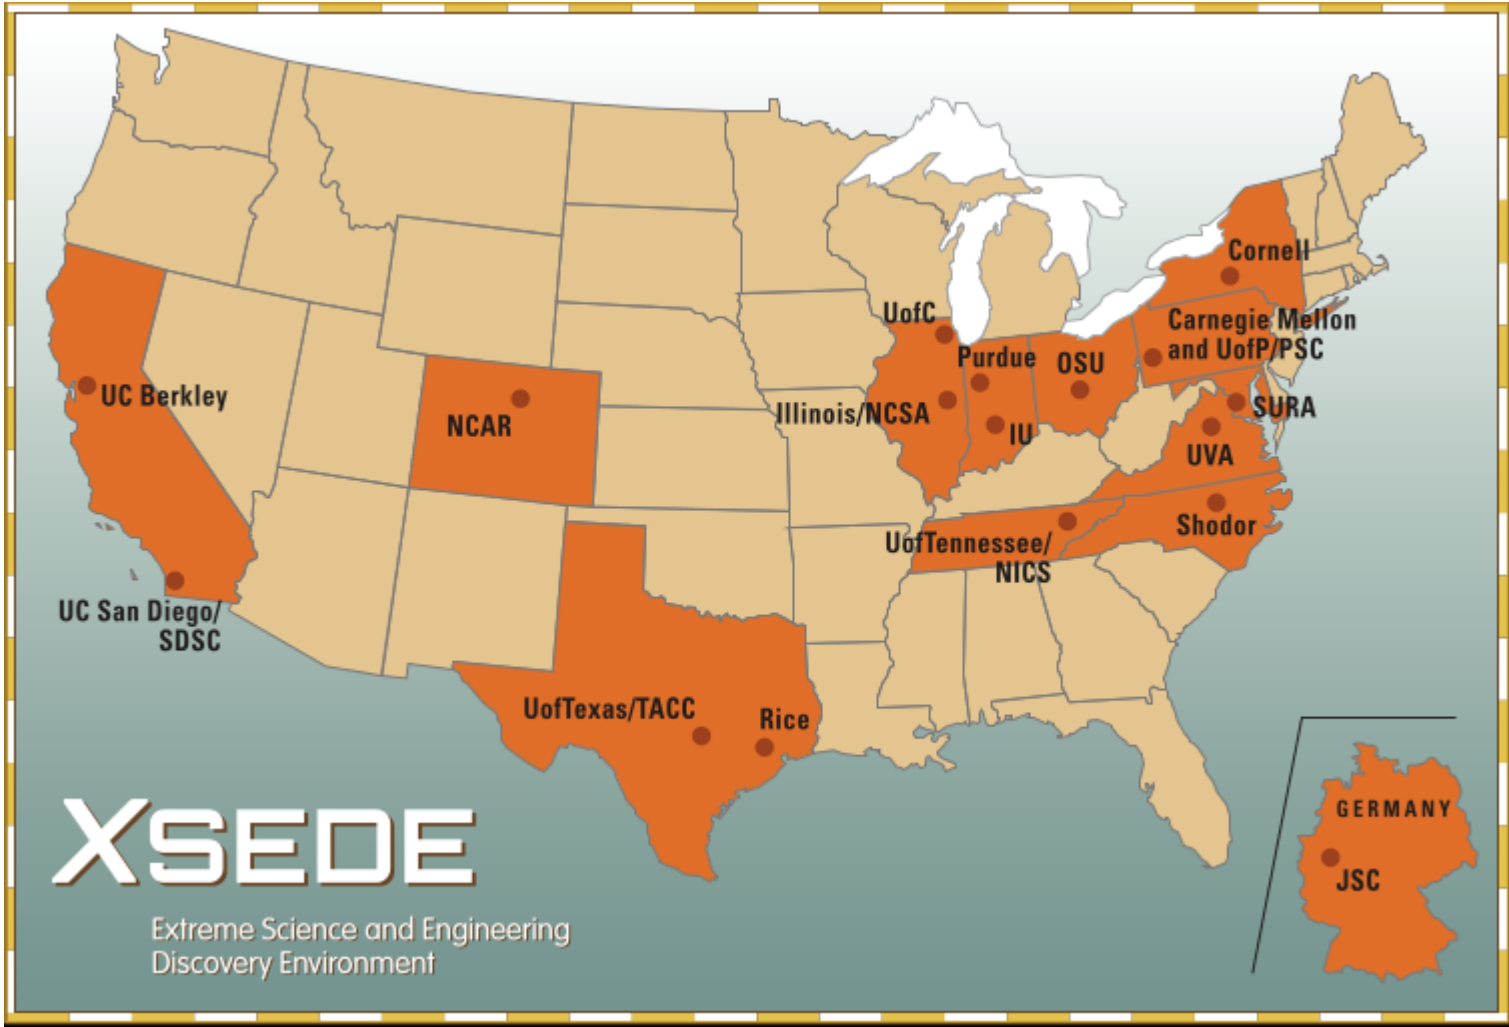 Cornell
UofC
Carnegie Mellon
and UofP/PSC
Purdue
OSU
UC Berkley
NCAR
Illinois/NCSA
IU
SURA
UVA
Shodor
UofTennessee/
NICS
UC San Diego/
SDSC
UofTexas/TACC
Rice
XSEDE
Extreme Science and Engineering
Discovery Environment
GERMANY
JSC